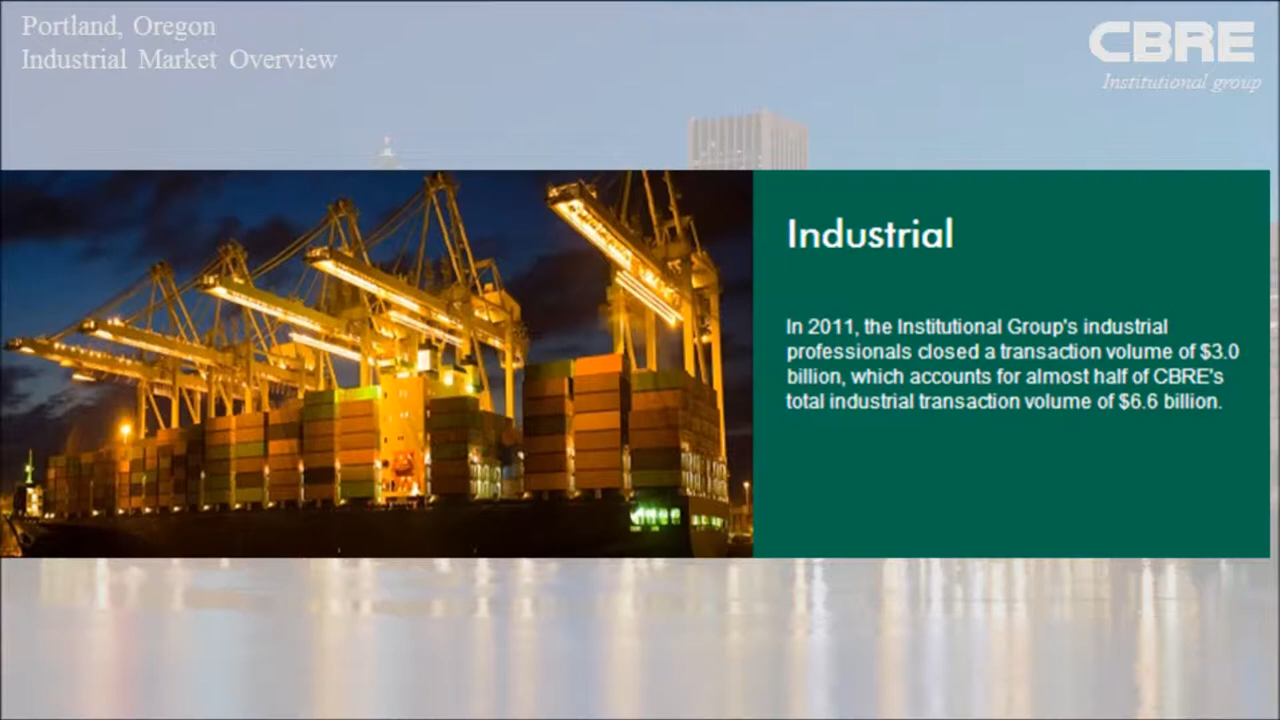 Portland, Oregon
Industrial Market Overview
CBRE
Institutional group
Industrial
In 2011, the Institutional Group's industrial
professionals closed a transaction volume of $3.0
billion, which accounts for almost half of CBRE's
total industrial transaction volume of $6.6 billion.